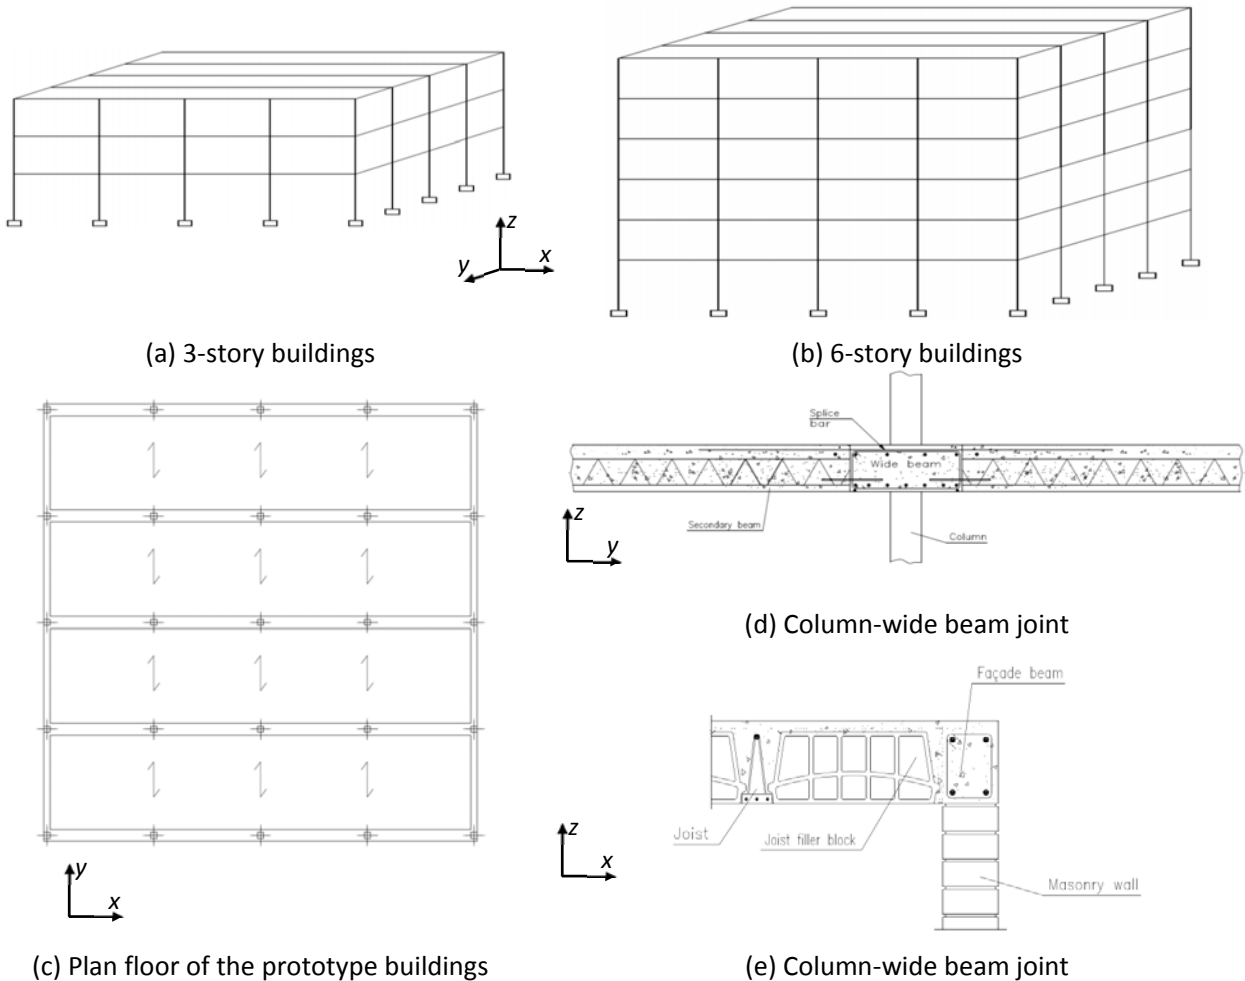 z
y
x
(a) 3-story buildings
(b) 6-story buildings
Splice
bar
Wide beam
Secondary beam
Column
z
y
(d) Column-wide beam joint
Façade beam
Joist
Joist filler block
Masonry wall
z
x
y
x
(c) Plan floor of the prototype buildings
(e) Column-wide beam joint